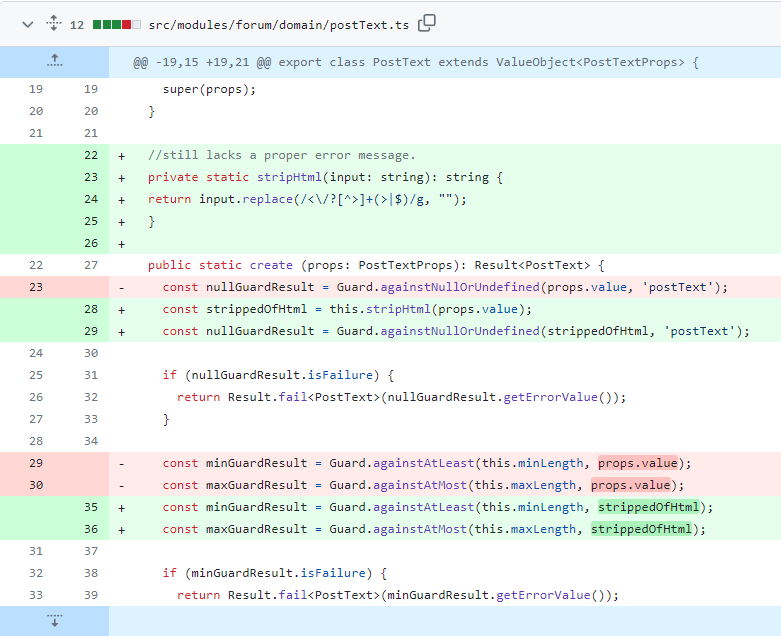 12 src/modules/forum/domain/postText.ts
@@ -19,15 +19,21 @@ export class PostText extends ValueObject<PostTextProps> {
19 19 super(props);
20 20 }
21 21
22 + //still lacks a proper error message.
23 + private static stripHtml(input: string): string {
24 + return input.replace(/<\/?[^>]+(>|$)/g, "");
25 + }
26 +
22 27 public static create (props: PostTextProps): Result<PostText> {
23 - const nullGuardResult = Guard.againstNullOrUndefined(props.value, 'postText');
28 + const strippedOfHtml = this.stripHtml(props.value);
29 + const nullGuardResult = Guard.againstNullOrUndefined(strippedOfHtml, 'postText');
24 30
25 31 if (nullGuardResult.isFailure) {
26 32 return Result.fail<PostText>(nullGuardResult.getErrorValue());
27 33 }
28 34
29 - const minGuardResult = Guard.againstAtLeast(this.minLength, props.value);
30 - const maxGuardResult = Guard.againstAtMost(this.maxLength, props.value);
35 + const minGuardResult = Guard.againstAtLeast(this.minLength, strippedOfHtml);
36 + const maxGuardResult = Guard.againstAtMost(this.maxLength, strippedOfHtml);
31 37
32 38 if (minGuardResult.isFailure) {
33 39 return Result.fail<PostText>(minGuardResult.getErrorValue());